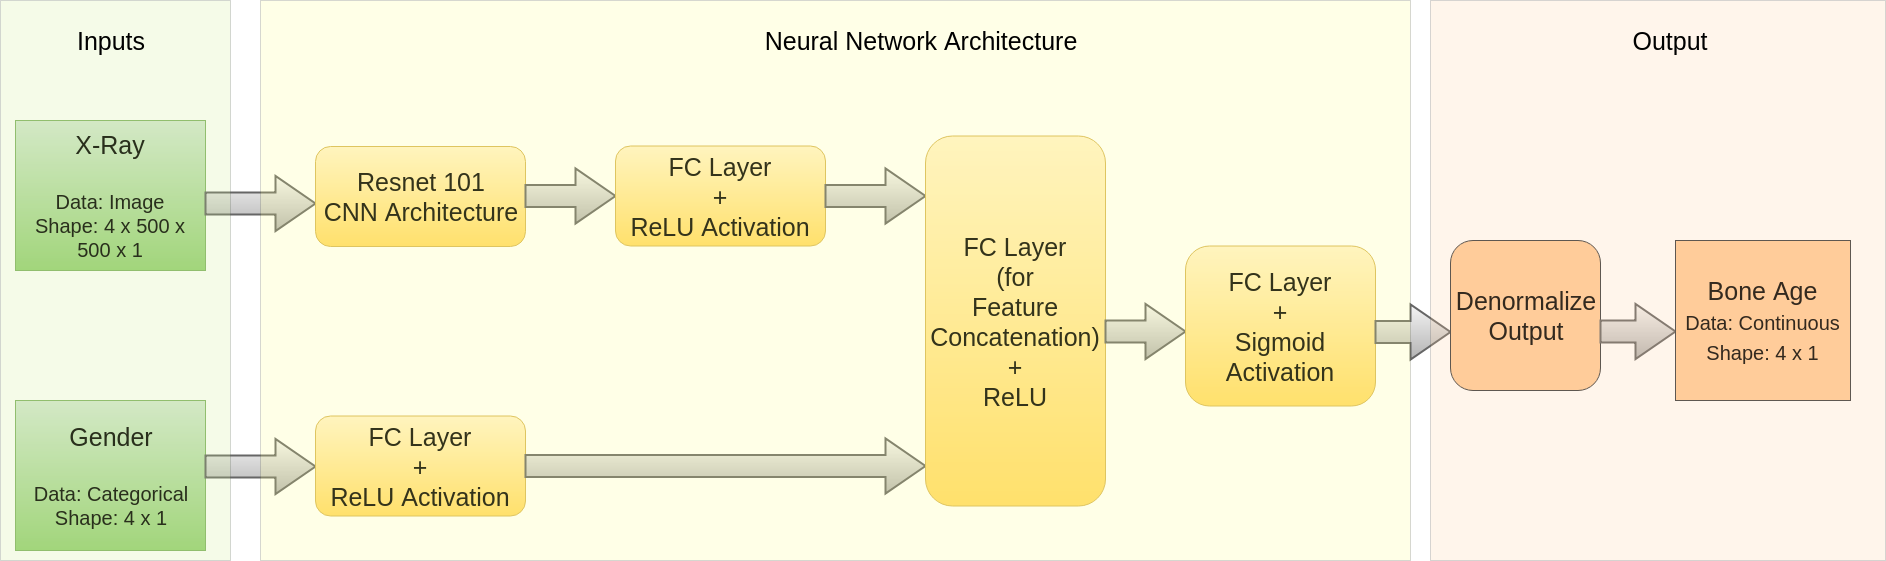 Inputs
Neural Network Architecture
Output
X-Ray
Data: Image
Shape: 4 x 500 x
500 x 1
Resnet 101
CNN Architecture
FC Layer
+
ReLU Activation
FC Layer
(for
Feature
Concatenation)
+
ReLU
FC Layer
+
Sigmoid
Activation
Denormalize
Output
Bone Age
Data: Continuous
Shape: 4 x 1
Gender
Data: Categorical
Shape: 4 x 1
FC Layer
+
ReLU Activation